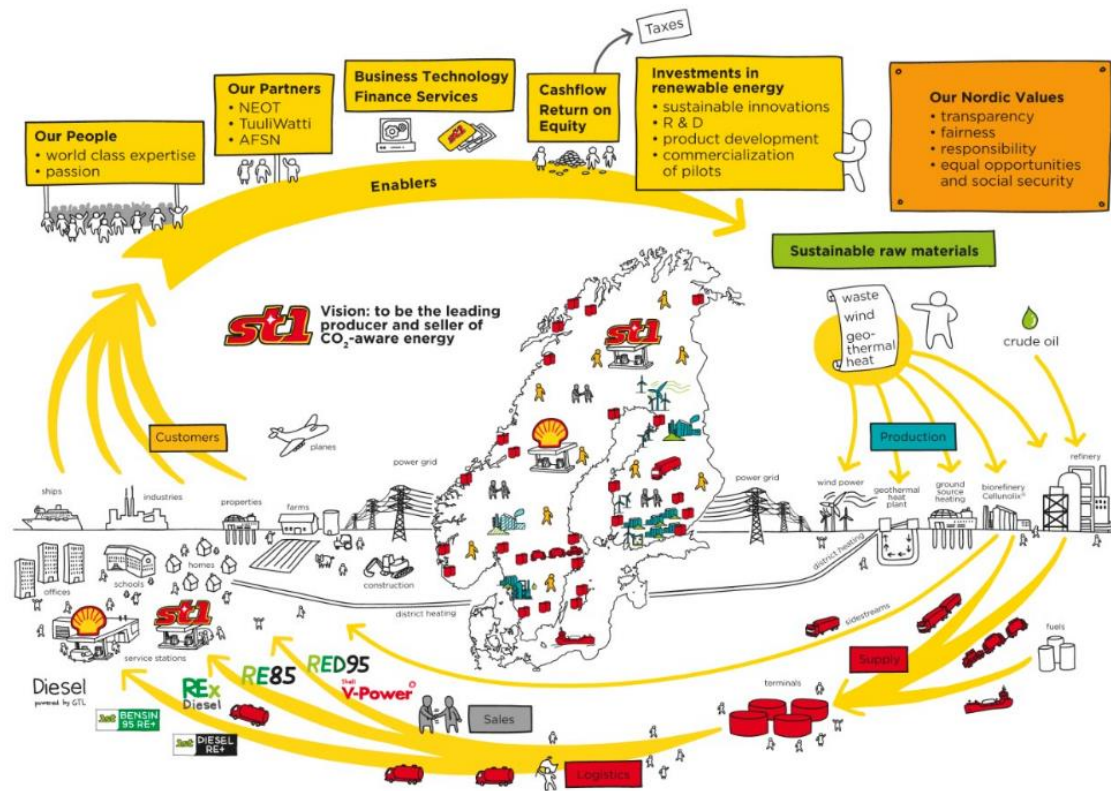 Taxes
Our Partners
• NEOT
• TuuliWatti
• AFSN
Business Technology
Finance Services
Cashflow
Return on
Equity
Investments in
renewable energy
• sustainable innovations
• R & D
• product development
• commercialization
of pilots
Our Nordic Values
• transparency
• fairness
• responsibility
• equal opportunities
and social security
Our People
• world class expertise
• passion
st1
Enablers
Sustainable raw materials
waste
wind
geo-
thermal
heat
crude oil
st1
Vision: to be the leading
producer and seller of
CO₂-aware energy
st1
Customers
planes
Production
ships
industries
properties
farms
power grid
power grid
wind power
geothermal
heat
plant
ground
source
heating
biorefinery
Cellunolix®
refinery
offices
schools
homes
construction
district heating
district heating
sidestreams
st1
service stations
Supply
fuels
terminals
Diesel
powered by GTL
1st BENSIN
95 RE+
1st DIESEL
RE+
REx
Diesel
RE85
RED95
Shell
V-Power
Sales
Logistics